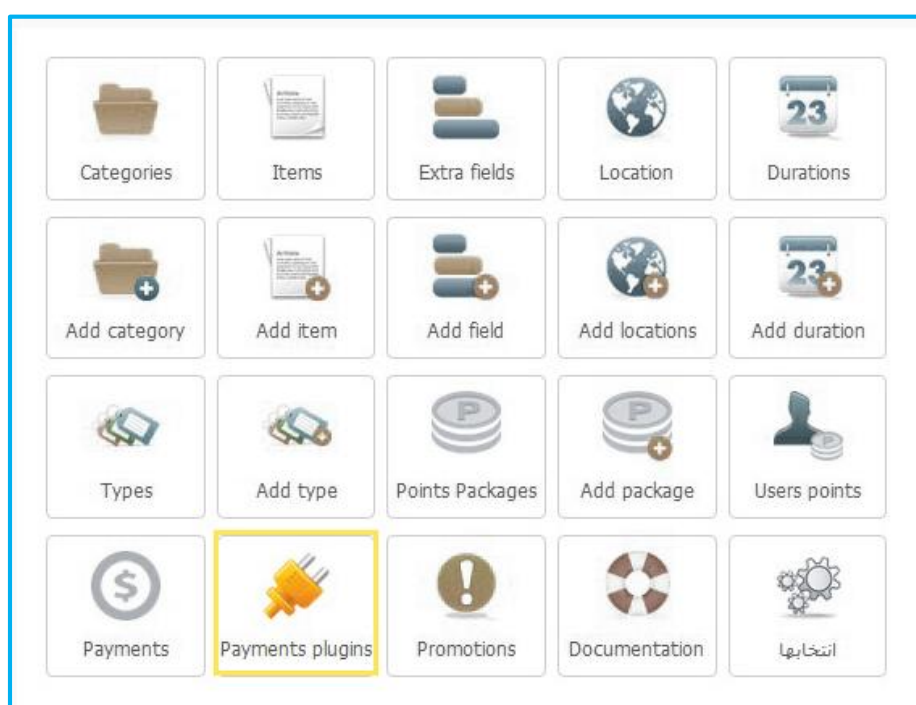 Categories
Items
Extra fields
Location
23
Durations
Add category
Add item
Add field
Add locations
23
Add duration
Types
Add type
P
Points Packages
P
Add package
P
Users points
$
Payments
Payments plugins
!
Promotions
Documentation
انتخابها